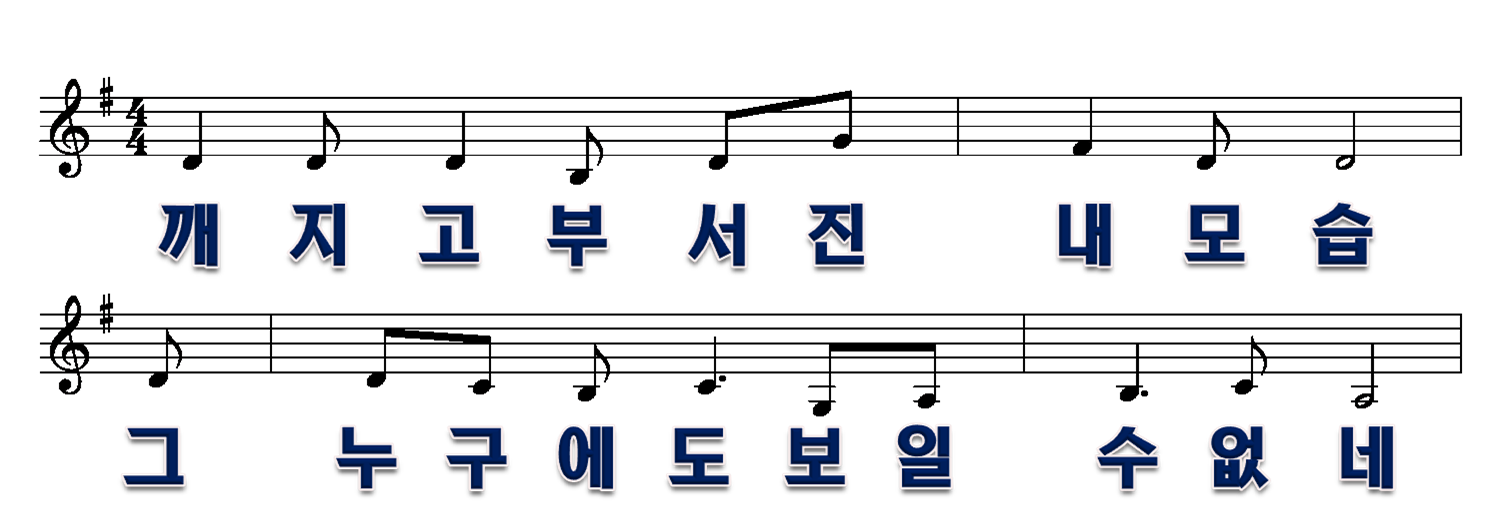 깨 지 고 부 서 진 내 모 습
그 누 구 에 도 보 일 수 없 네